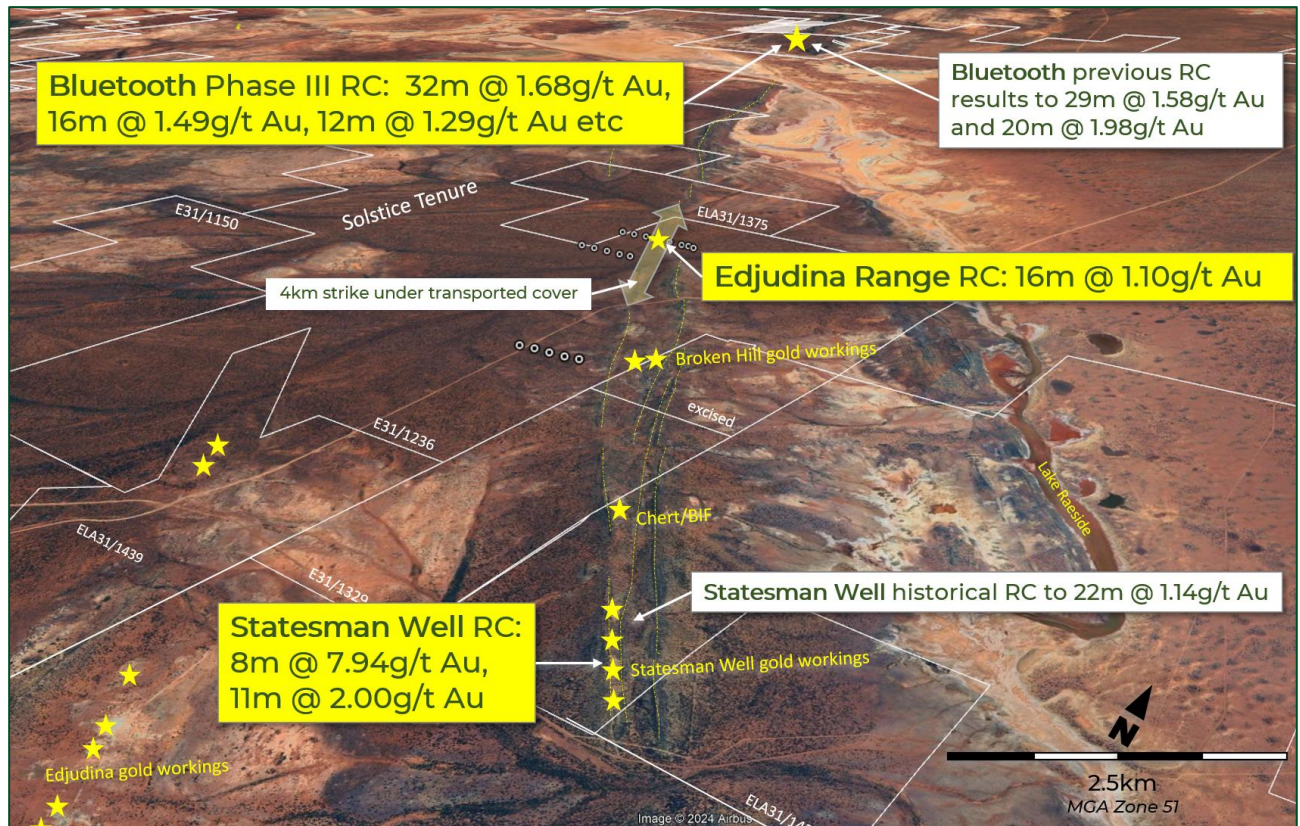 Bluetooth Phase III RC: 32m @ 1.68g/t Au,
16m @ 1.49g/t Au, 12m @ 1.29g/t Au etc
Bluetooth previous RC
results to 29m @ 1.58g/t Au
and 20m @ 1.98g/t Au
E31/1150
Solstice Tenure
ELA31/1375
4km strike under transported cover
Edjudina Range RC: 16m @ 1.10g/t Au
Broken Hill gold workings
excised
E31/1236
Lake Raeside
Chert/BIF
ELA31/1439
E31/1329
Statesman Well historical RC to 22m @ 1.14g/t Au
Statesman Well RC:
8m @ 7.94g/t Au,
11m @ 2.00g/t Au
Statesman Well gold workings
Edjudina gold workings
N
2.5km
MGA Zone 51
Image © 2024 Airbus